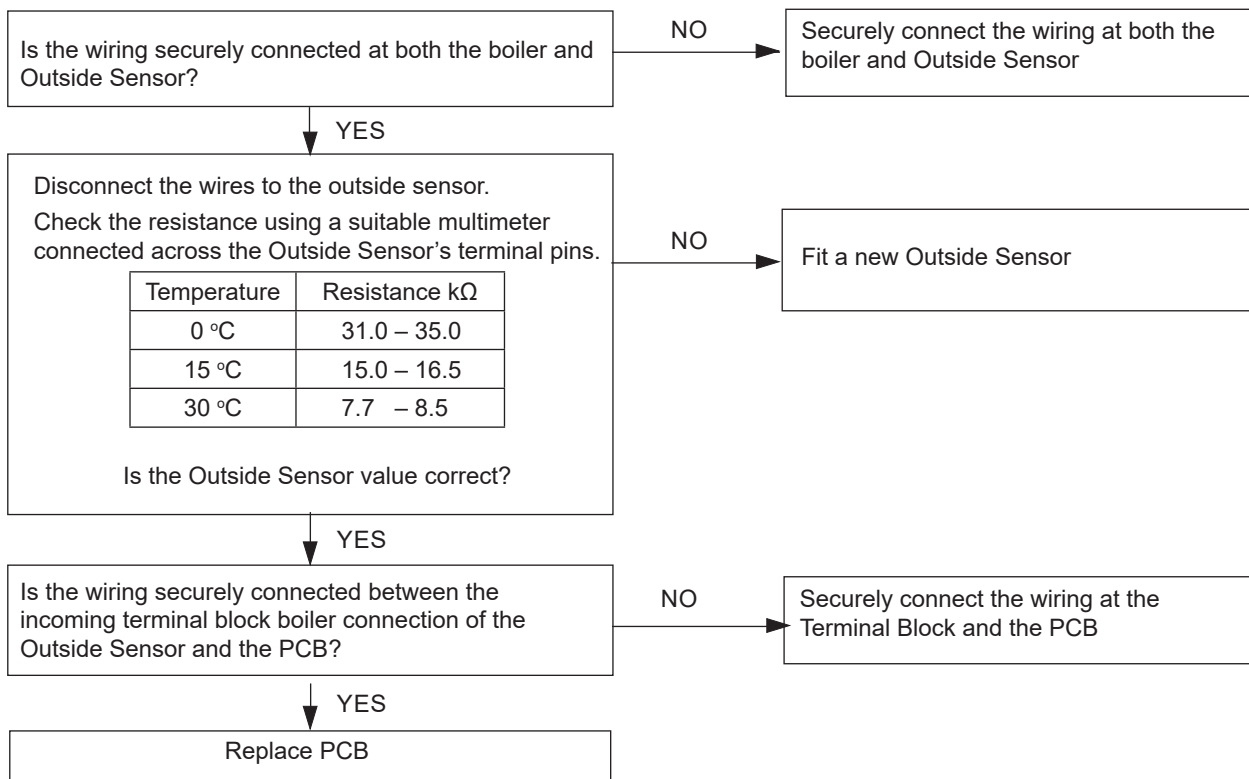 Is the wiring securely connected at both the boiler and
Outside Sensor?
NO
Securely connect the wiring at both the
boiler and Outside Sensor
YES
Disconnect the wires to the outside sensor.
Check the resistance using a suitable multimeter
connected across the Outside Sensor’s terminal pins.
Temperature Resistance kΩ
0 °C 31.0 – 35.0
15 °C 15.0 – 16.5
30 °C 7.7 – 8.5
Is the Outside Sensor value correct?
NO
Fit a new Outside Sensor
YES
Is the wiring securely connected between the
incoming terminal block boiler connection of the
Outside Sensor and the PCB?
NO
Securely connect the wiring at the
Terminal Block and the PCB
YES
Replace PCB